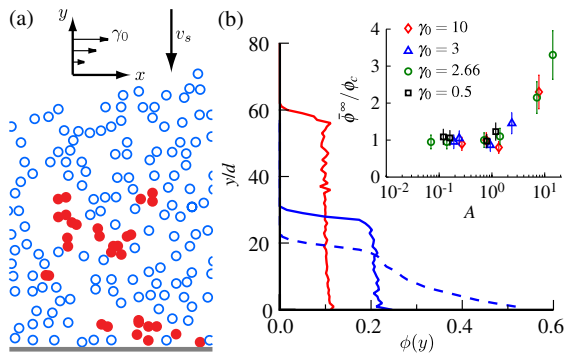 (a)
y
γ₀
x
vₛ
(b)
80
60
40
20
0
y/d
0.0
0.2
0.4
0.6
ϕ(y)
γ₀ = 10
γ₀ = 3
γ₀ = 2.66
γ₀ = 0.5
4
3
2
1
0
ϕ̄^∞/ϕ_c
10⁻²
10⁻¹
10⁰
10¹
A